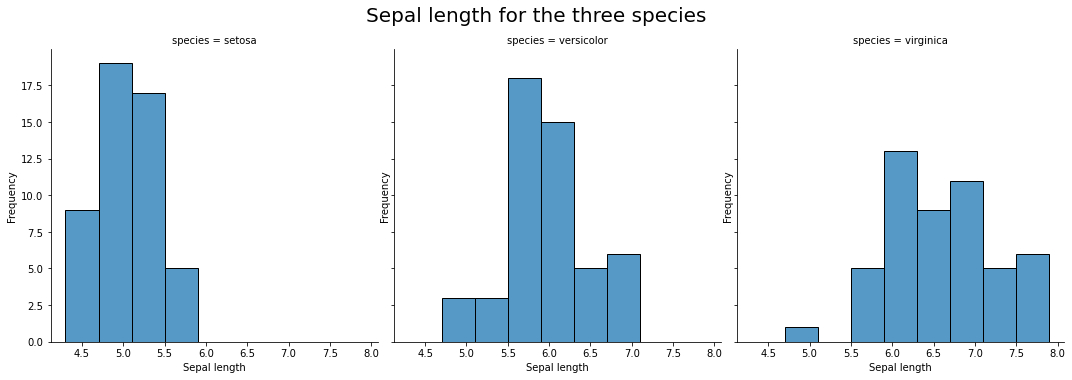 Sepal length for the three species
species = setosa
species = versicolor
species = virginica
17.5
15.0
12.5
10.0
7.5
5.0
2.5
0.0
Frequency
Frequency
Frequency
4.5 5.0 5.5 6.0 6.5 7.0 7.5 8.0
4.5 5.0 5.5 6.0 6.5 7.0 7.5 8.0
4.5 5.0 5.5 6.0 6.5 7.0 7.5 8.0
Sepal length
Sepal length
Sepal length